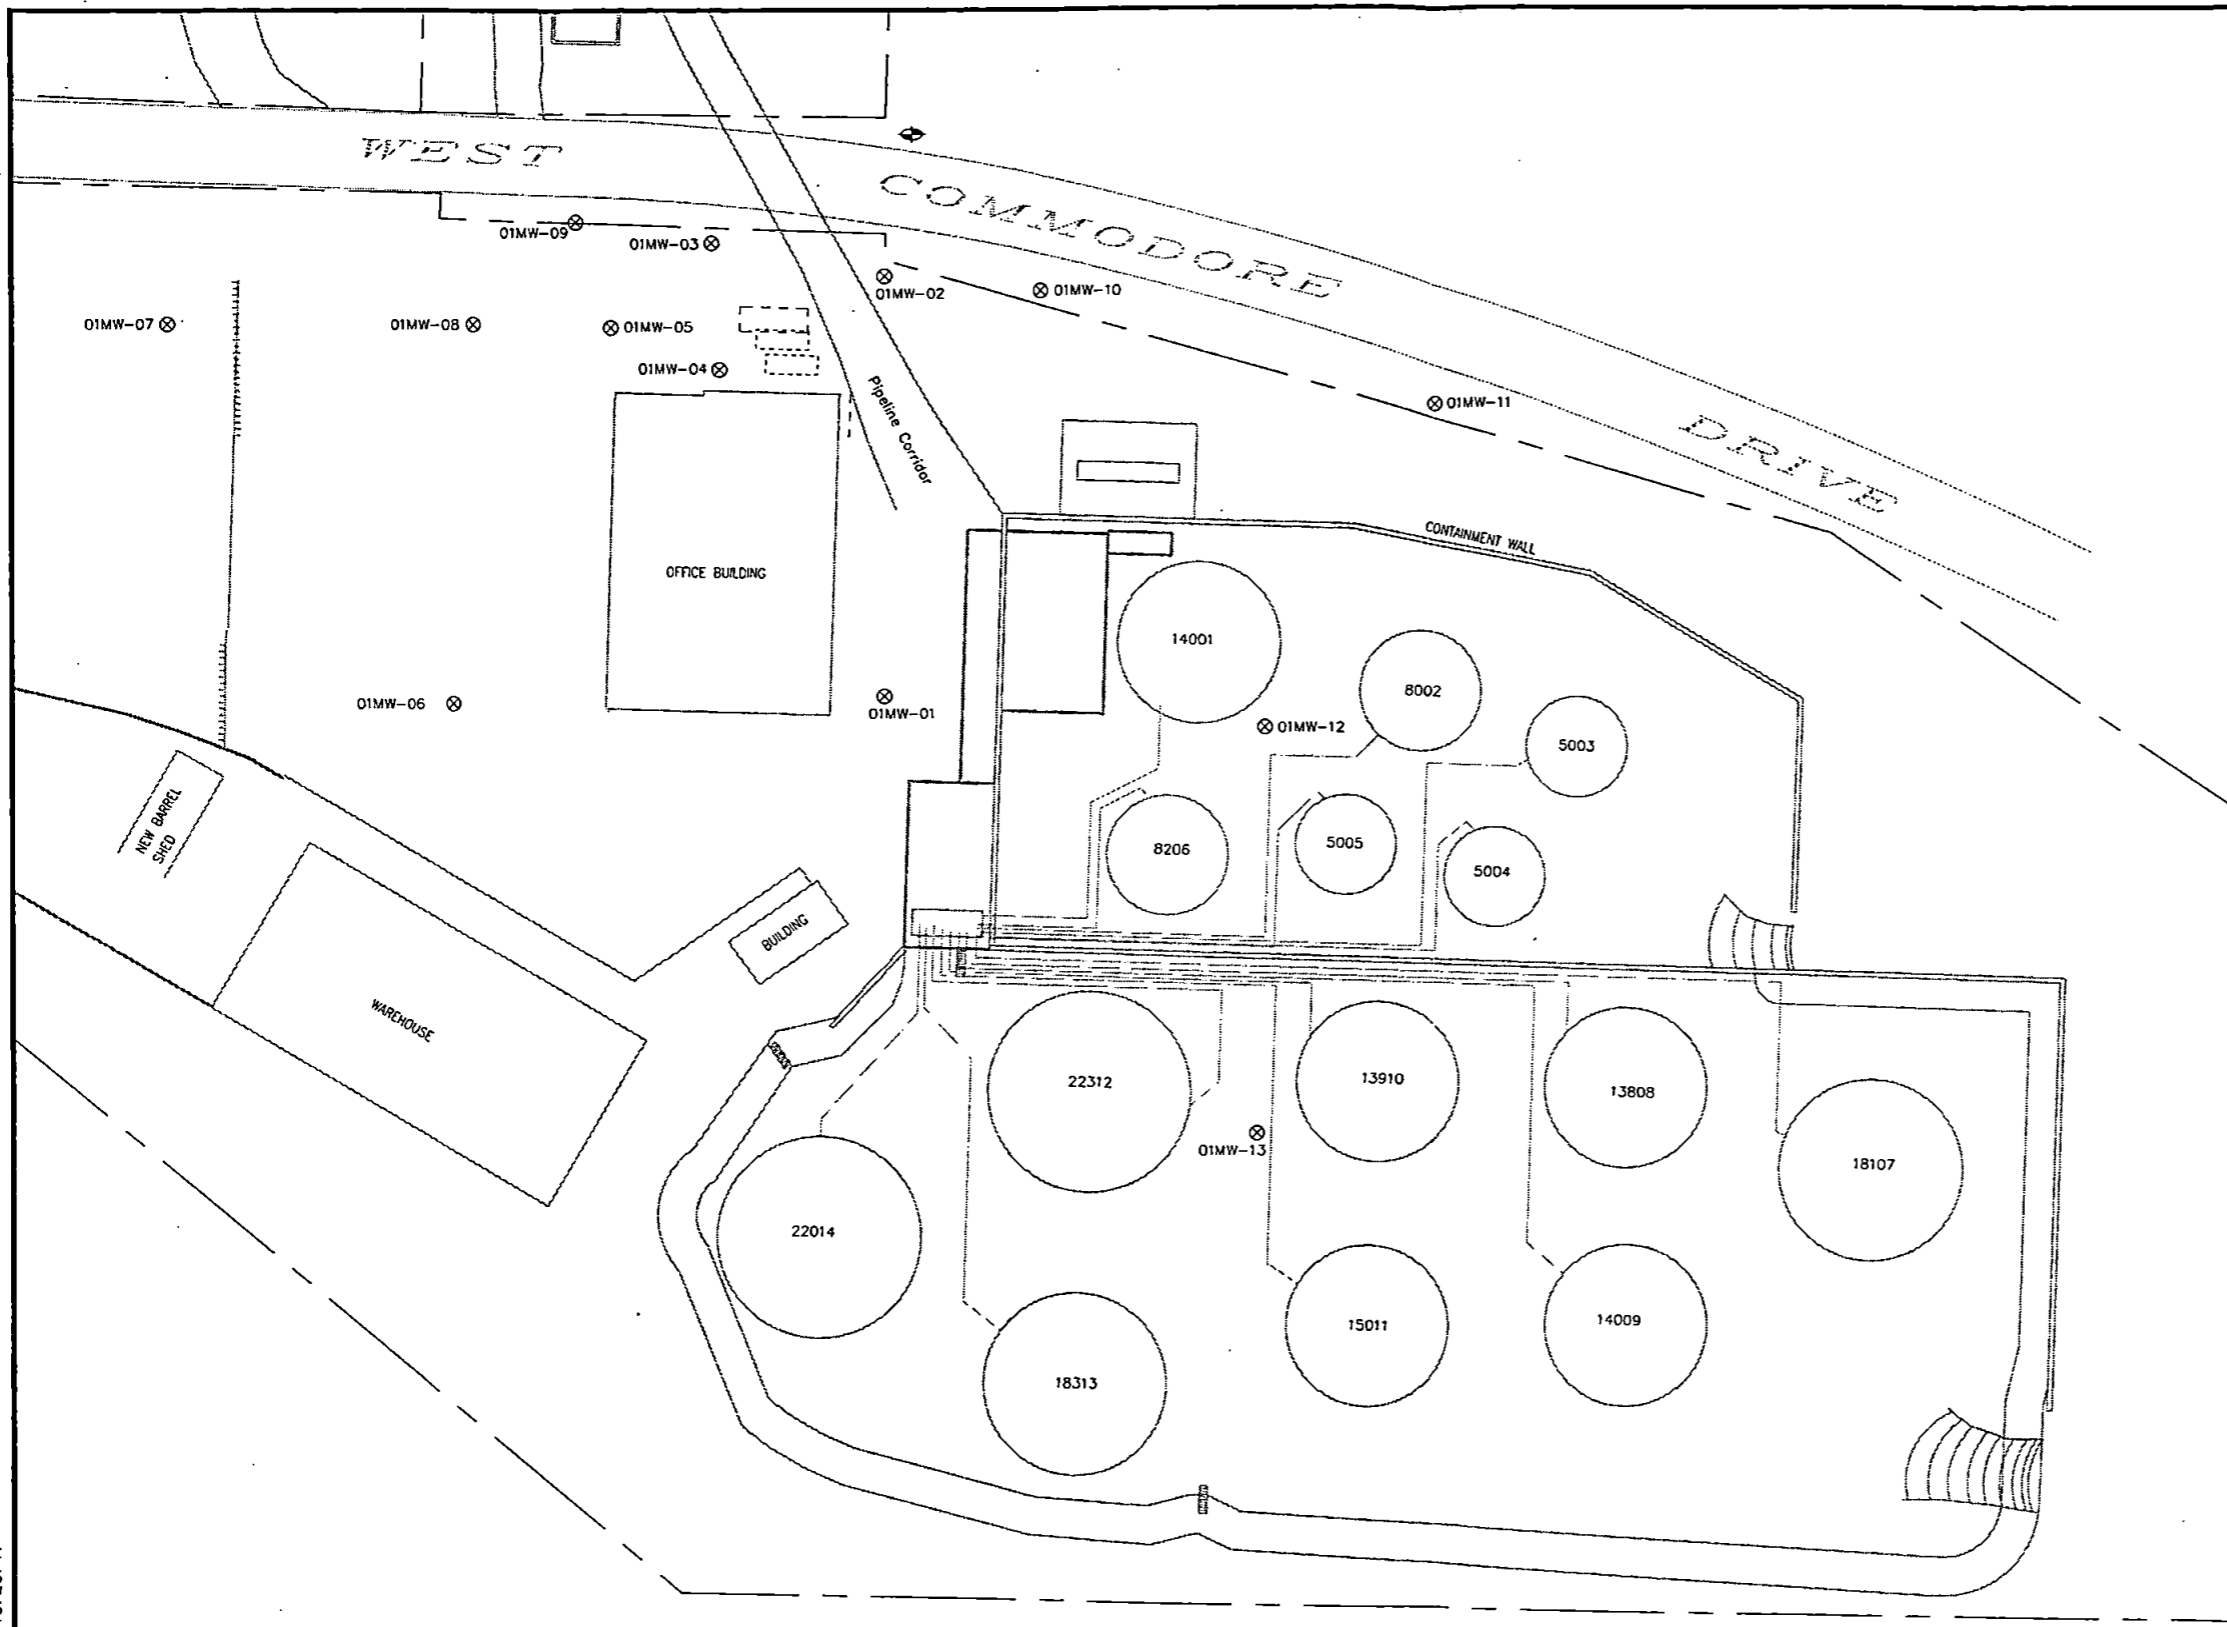 WEST
COMMODORE
DRIVE
01MW-09
01MW-03
01MW-02
01MW-10
01MW-07
01MW-08
01MW-05
01MW-04
01MW-11
Pipeline Corridor
CONTAINMENT WALL
OFFICE BUILDING
14001
8002
5003
01MW-06
01MW-01
01MW-12
NEW BARREL
SHED
8206
5005
5004
BUILDING
WAREHOUSE
22312
13910
13808
01MW-13
18107
22014
15011
14009
18313